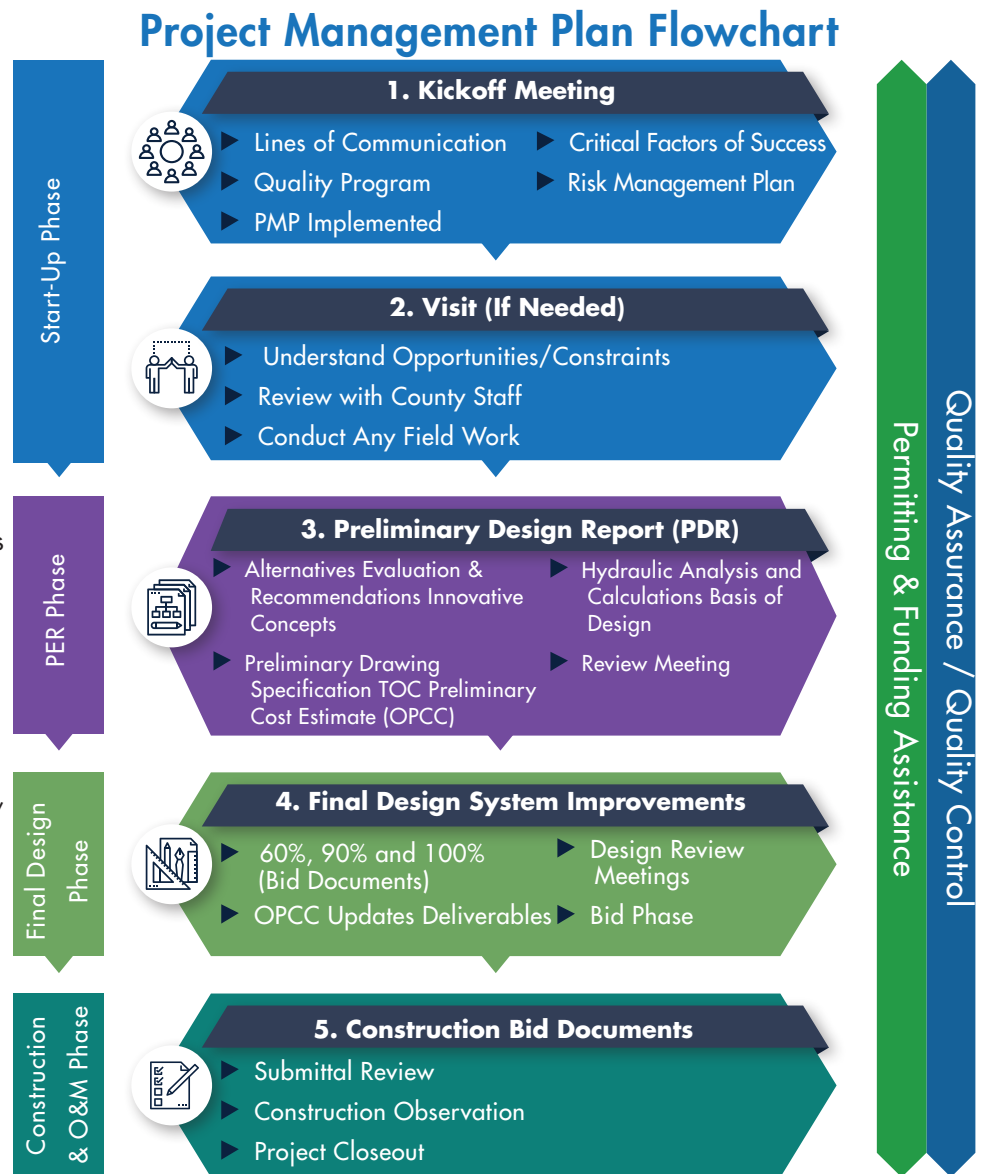 Project Management Plan Flowchart
Start-Up Phase
1. Kickoff Meeting
Lines of Communication
Quality Program
PMP Implemented
Critical Factors of Success
Risk Management Plan
2. Visit (If Needed)
Understand Opportunities/Constraints
Review with County Staff
Conduct Any Field Work
PER Phase
3. Preliminary Design Report (PDR)
Alternatives Evaluation &
Recommendations Innovative
Concepts
Preliminary Drawing
Specification TOC Preliminary
Cost Estimate (OPCC)
Hydraulic Analysis and
Calculations Basis of
Design
Review Meeting
Final Design
Phase
4. Final Design System Improvements
60%, 90% and 100%
(Bid Documents)
OPCC Updates Deliverables
Design Review
Meetings
Bid Phase
Construction
& O&M Phase
5. Construction Bid Documents
Submittal Review
Construction Observation
Project Closeout
Permitting & Funding Assistance
Quality Assurance / Quality Control